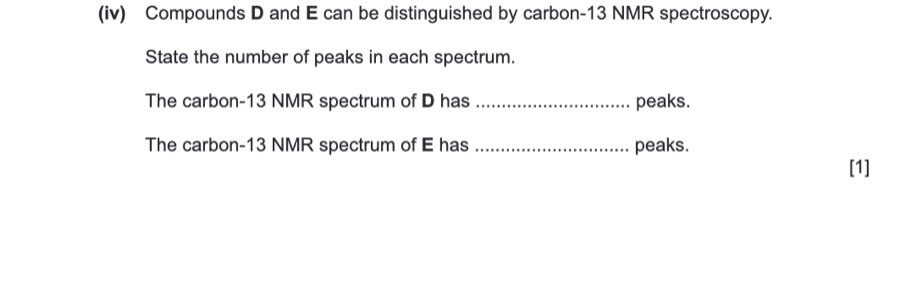 (iv) Compounds D and E can be distinguished by carbon-13 NMR spectroscopy.
State the number of peaks in each spectrum.
The carbon-13 NMR spectrum of D has .............................. peaks.
The carbon-13 NMR spectrum of E has .............................. peaks.
[1]